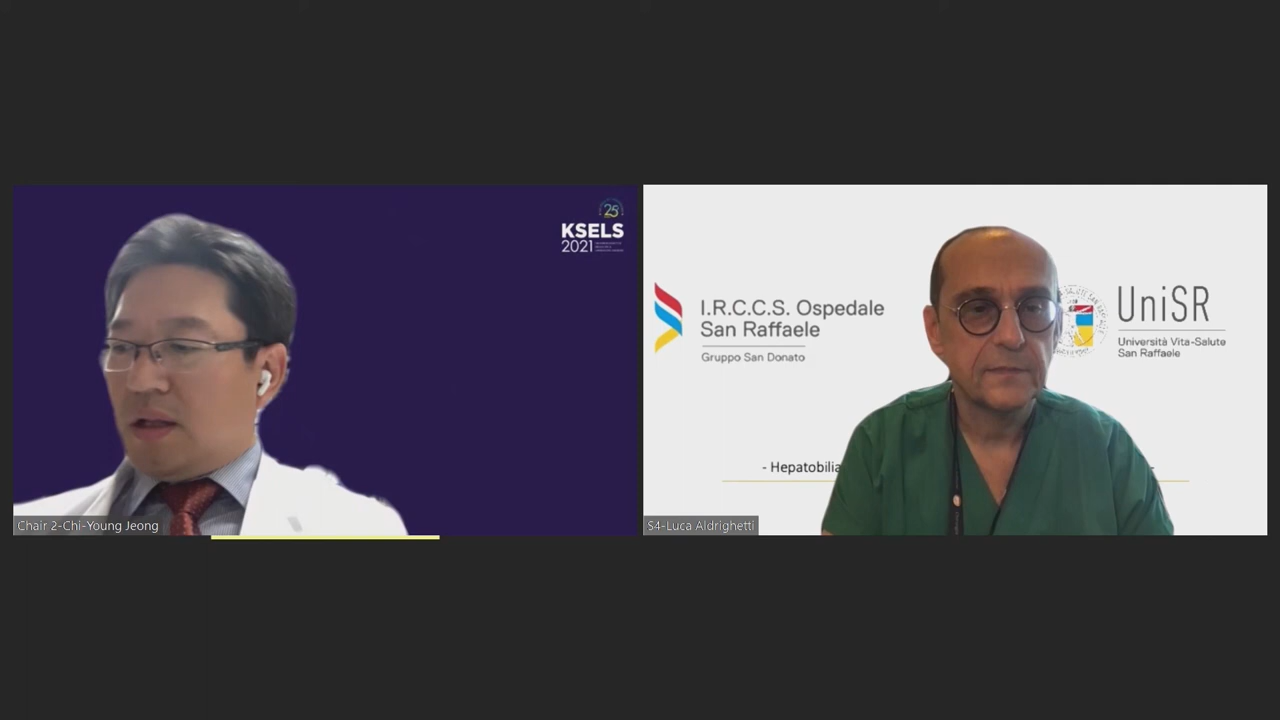 25
KSELS
2021
Chair 2-Chi-Young Jeong
I.R.C.C.S. Ospedale
San Raffaele
Gruppo San Donato
UniSR
Università Vita-Salute
San Raffaele
- Hepatobilia
-
S4-Luca Aldrighetti